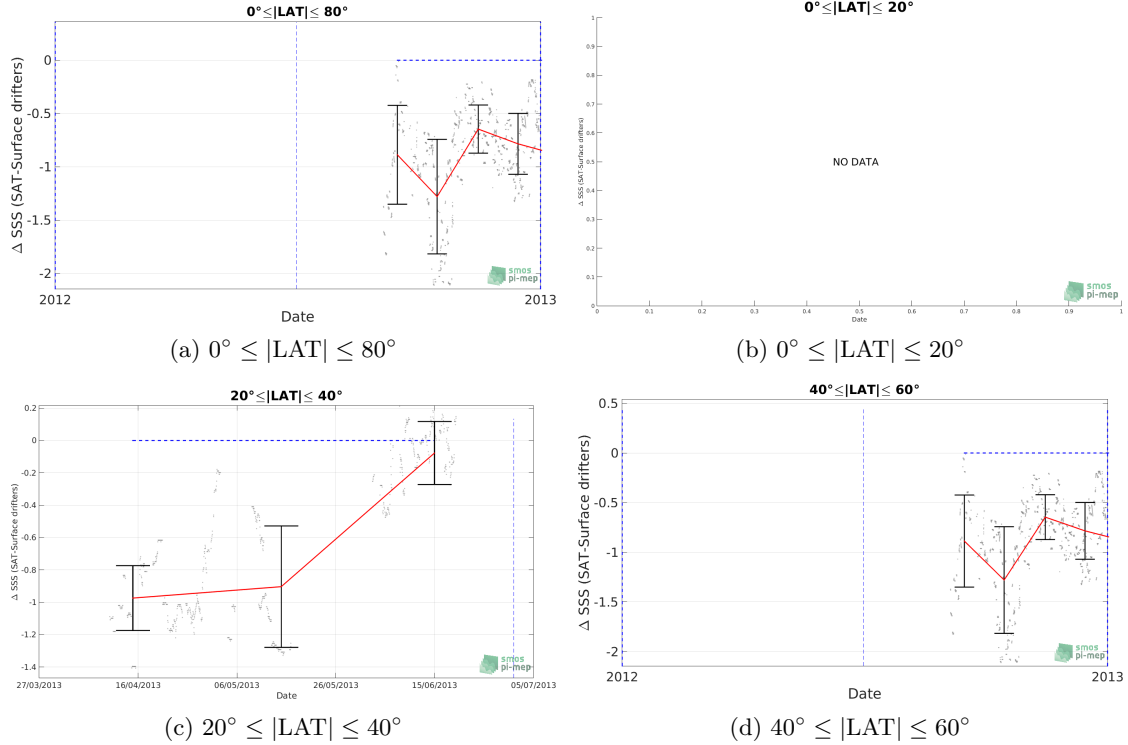 0°≤|LAT|≤ 80°
Δ SSS (SAT-Surface drifters)
0
-0.5
-1
-1.5
-2
2012
2013
Date
smos
pi-mep
(a) 0° ≤ |LAT| ≤ 80°
0°≤|LAT|≤ 20°
Δ SSS (SAT-Surface drifters)
1
0.9
0.8
0.7
0.6
0.5
0.4
0.3
0.2
0.1
0
NO DATA
0 0.1 0.2 0.3 0.4 0.5 0.6 0.7 0.8 0.9 1
Date
smos
pi-mep
(b) 0° ≤ |LAT| ≤ 20°
20°≤|LAT|≤ 40°
Δ SSS (SAT-Surface drifters)
0.2
0
-0.2
-0.4
-0.6
-0.8
-1
-1.2
-1.4
27/03/2013 16/04/2013 06/05/2013 26/05/2013 15/06/2013 05/07/2013
Date
smos
pi-mep
(c) 20° ≤ |LAT| ≤ 40°
40°≤|LAT|≤ 60°
Δ SSS (SAT-Surface drifters)
0.5
0
-0.5
-1
-1.5
-2
2012
2013
Date
smos
pi-mep
(d) 40° ≤ |LAT| ≤ 60°